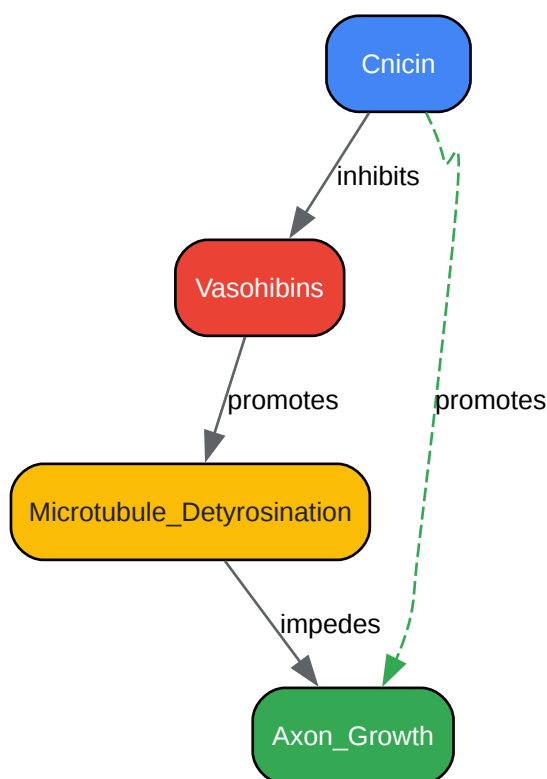 Cnicin
inhibits
Vasohibins
promotes
promotes
Microtubule_Detyrosination
impedes
Axon_Growth